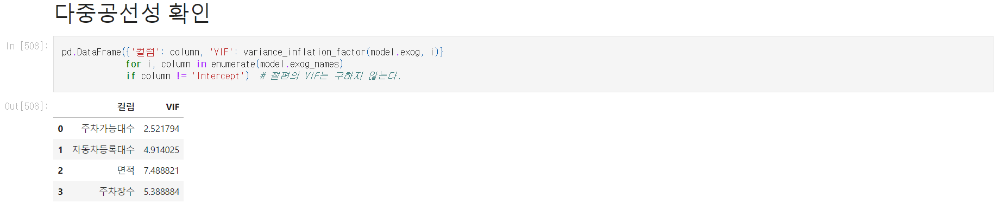 다중공선성 확인
In [508]:
pd.DataFrame({'컬럼': column, 'VIF': variance_inflation_factor(model.exog, i)}
for i, column in enumerate(model.exog_names)
if column != 'Intercept')  # 절편의 VIF는 구하지 않는다.
Out[508]:
컬럼 VIF
0 주차가능대수 2.521794
1 자동차등록대수 4.914025
2 면적 7.488821
3 주차장수 5.388884